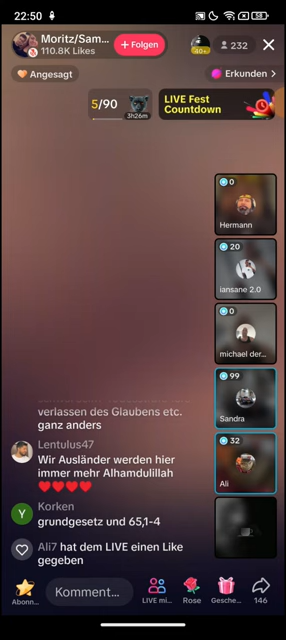 22:50
58
Moritz/Sam...
110.8K Likes
+ Folgen
40+
232
Angesagt
Erkunden >
5/90
3h26m
LIVE Fest
Countdown
0
Hermann
20
iansane 2.0
0
michael der...
99
Sandra
32
Ali
verlassen des Glaubens etc.
ganz anders
Lentulus47
Wir Ausländer werden hier
immer mehr Alhamdulillah
❤️❤️❤️❤️
Y
Korken
grundgesetz und 65,1-4
Ali7 hat dem LIVE einen Like
gegeben
Abonn...
Komment...
LIVE mi...
Rose
Gesche...
146